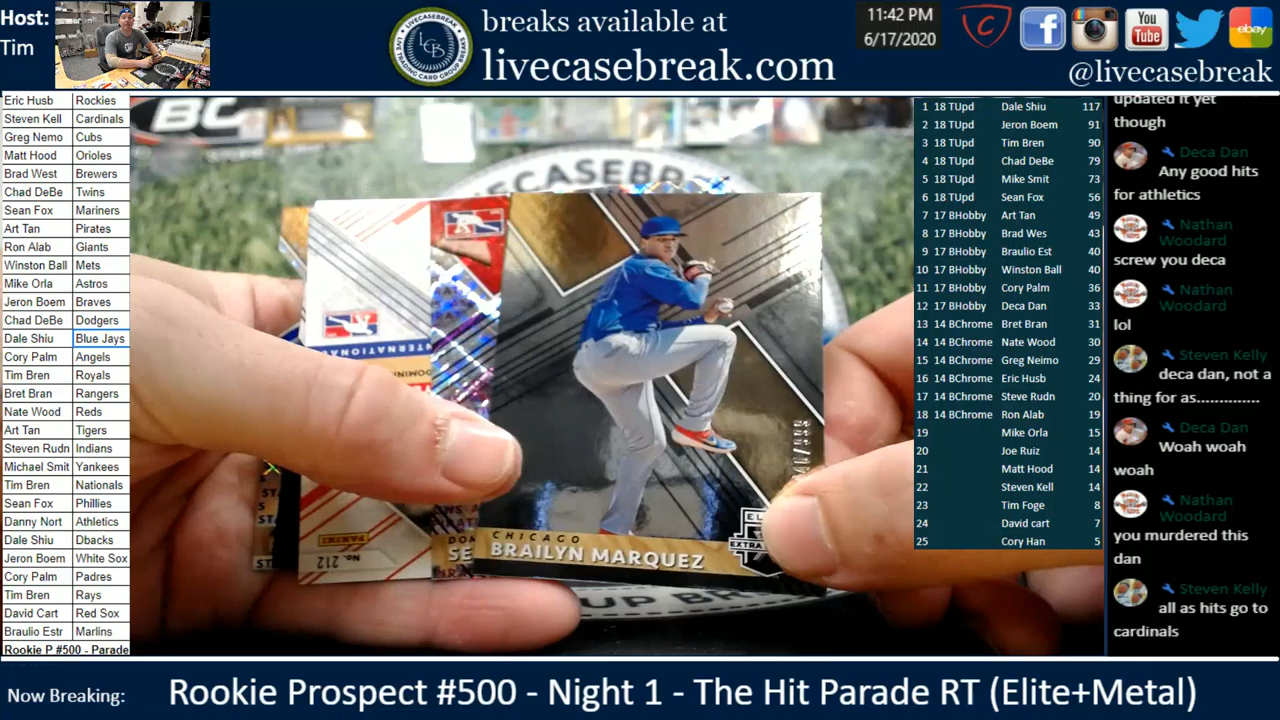 Host:
Tim
breaks available at
livecasebreak.com
11:42 PM
6/17/2020
You
Tube
ebay
@livecasebreak
LIVECASEBREAK
LCB
Eric Husb Rockies
Steven Kell Cardinals
Greg Nemo Cubs
Matt Hood Orioles
Brad West Brewers
Chad DeBe Twins
Sean Fox Mariners
Art Tan Pirates
Ron Alab Giants
Winston Ball Mets
Mike Orla Astros
Jeron Boem Braves
Chad DeBe Dodgers
Dale Shiu Blue Jays
Cory Palm Angels
Tim Bren Royals
Bret Bran Rangers
Nate Wood Reds
Art Tan Tigers
Steven Rudn Indians
Michael Smit Yankees
Tim Bren Nationals
Sean Fox Phillies
Danny Nort Athletics
Dale Shiu Dbacks
Jeron Boem White Sox
Cory Palm Padres
Tim Bren Rays
David Cart Red Sox
Braulio Estr Marlins
Rookie P #500 - Parade
BC
LIVECASEBREAK
NTERNATIONAL
DOMINI
PANINI
No. 212
SE
CHICAGO
BRAILYN MARQUEZ
EXTRA
UP BREAK
1 18 TUpd Dale Shiu 117
2 18 TUpd Jeron Boem 91
3 18 TUpd Tim Bren 90
4 18 TUpd Chad DeBe 79
5 18 TUpd Mike Smit 73
6 18 TUpd Sean Fox 56
7 17 BHobby Art Tan 49
8 17 BHobby Brad Wes 43
9 17 BHobby Braulio Est 40
10 17 BHobby Winston Ball 40
11 17 BHobby Cory Palm 36
12 17 BHobby Deca Dan 33
13 14 BChrome Bret Bran 31
14 14 BChrome Nate Wood 30
15 14 BChrome Greg Neimo 29
16 14 BChrome Eric Husb 24
17 14 BChrome Steve Rudn 20
18 14 BChrome Ron Alab 19
19 Mike Orla 15
20 Joe Ruiz 14
21 Matt Hood 14
22 Steven Kell 14
23 Tim Foge 8
24 David cart 7
25 Cory Han 5
updated it yet
though
Deca Dan
Any good hits
for athletics
Nathan
Woodard
screw you deca
Nathan
Woodard
lol
Steven Kelly
deca dan, not a
thing for as..............
Deca Dan
Woah woah
woah
Nathan
Woodard
you murdered this
dan
Steven Kelly
all as hits go to
cardinals
Now Breaking:
Rookie Prospect #500 - Night 1 - The Hit Parade RT (Elite+Metal)